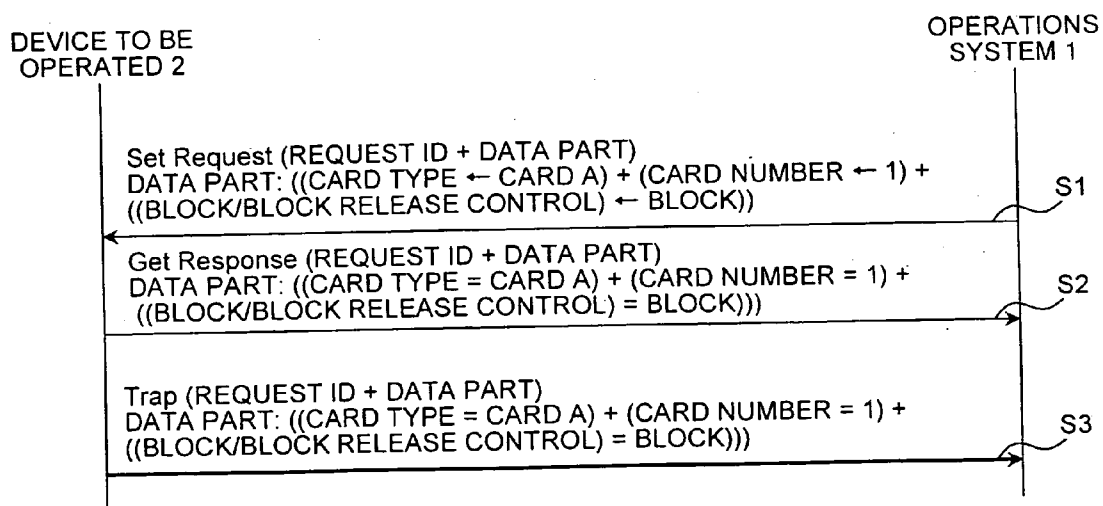 DEVICE TO BE
OPERATED 2
OPERATIONS
SYSTEM 1
Set Request (REQUEST ID + DATA PART)
DATA PART: ((CARD TYPE ← CARD A) + (CARD NUMBER ← 1) +
((BLOCK/BLOCK RELEASE CONTROL) ← BLOCK))
S1
Get Response (REQUEST ID + DATA PART)
DATA PART: ((CARD TYPE = CARD A) + (CARD NUMBER = 1) +
((BLOCK/BLOCK RELEASE CONTROL) = BLOCK)))
S2
Trap (REQUEST ID + DATA PART)
DATA PART: ((CARD TYPE = CARD A) + (CARD NUMBER = 1) +
((BLOCK/BLOCK RELEASE CONTROL) = BLOCK)))
S3